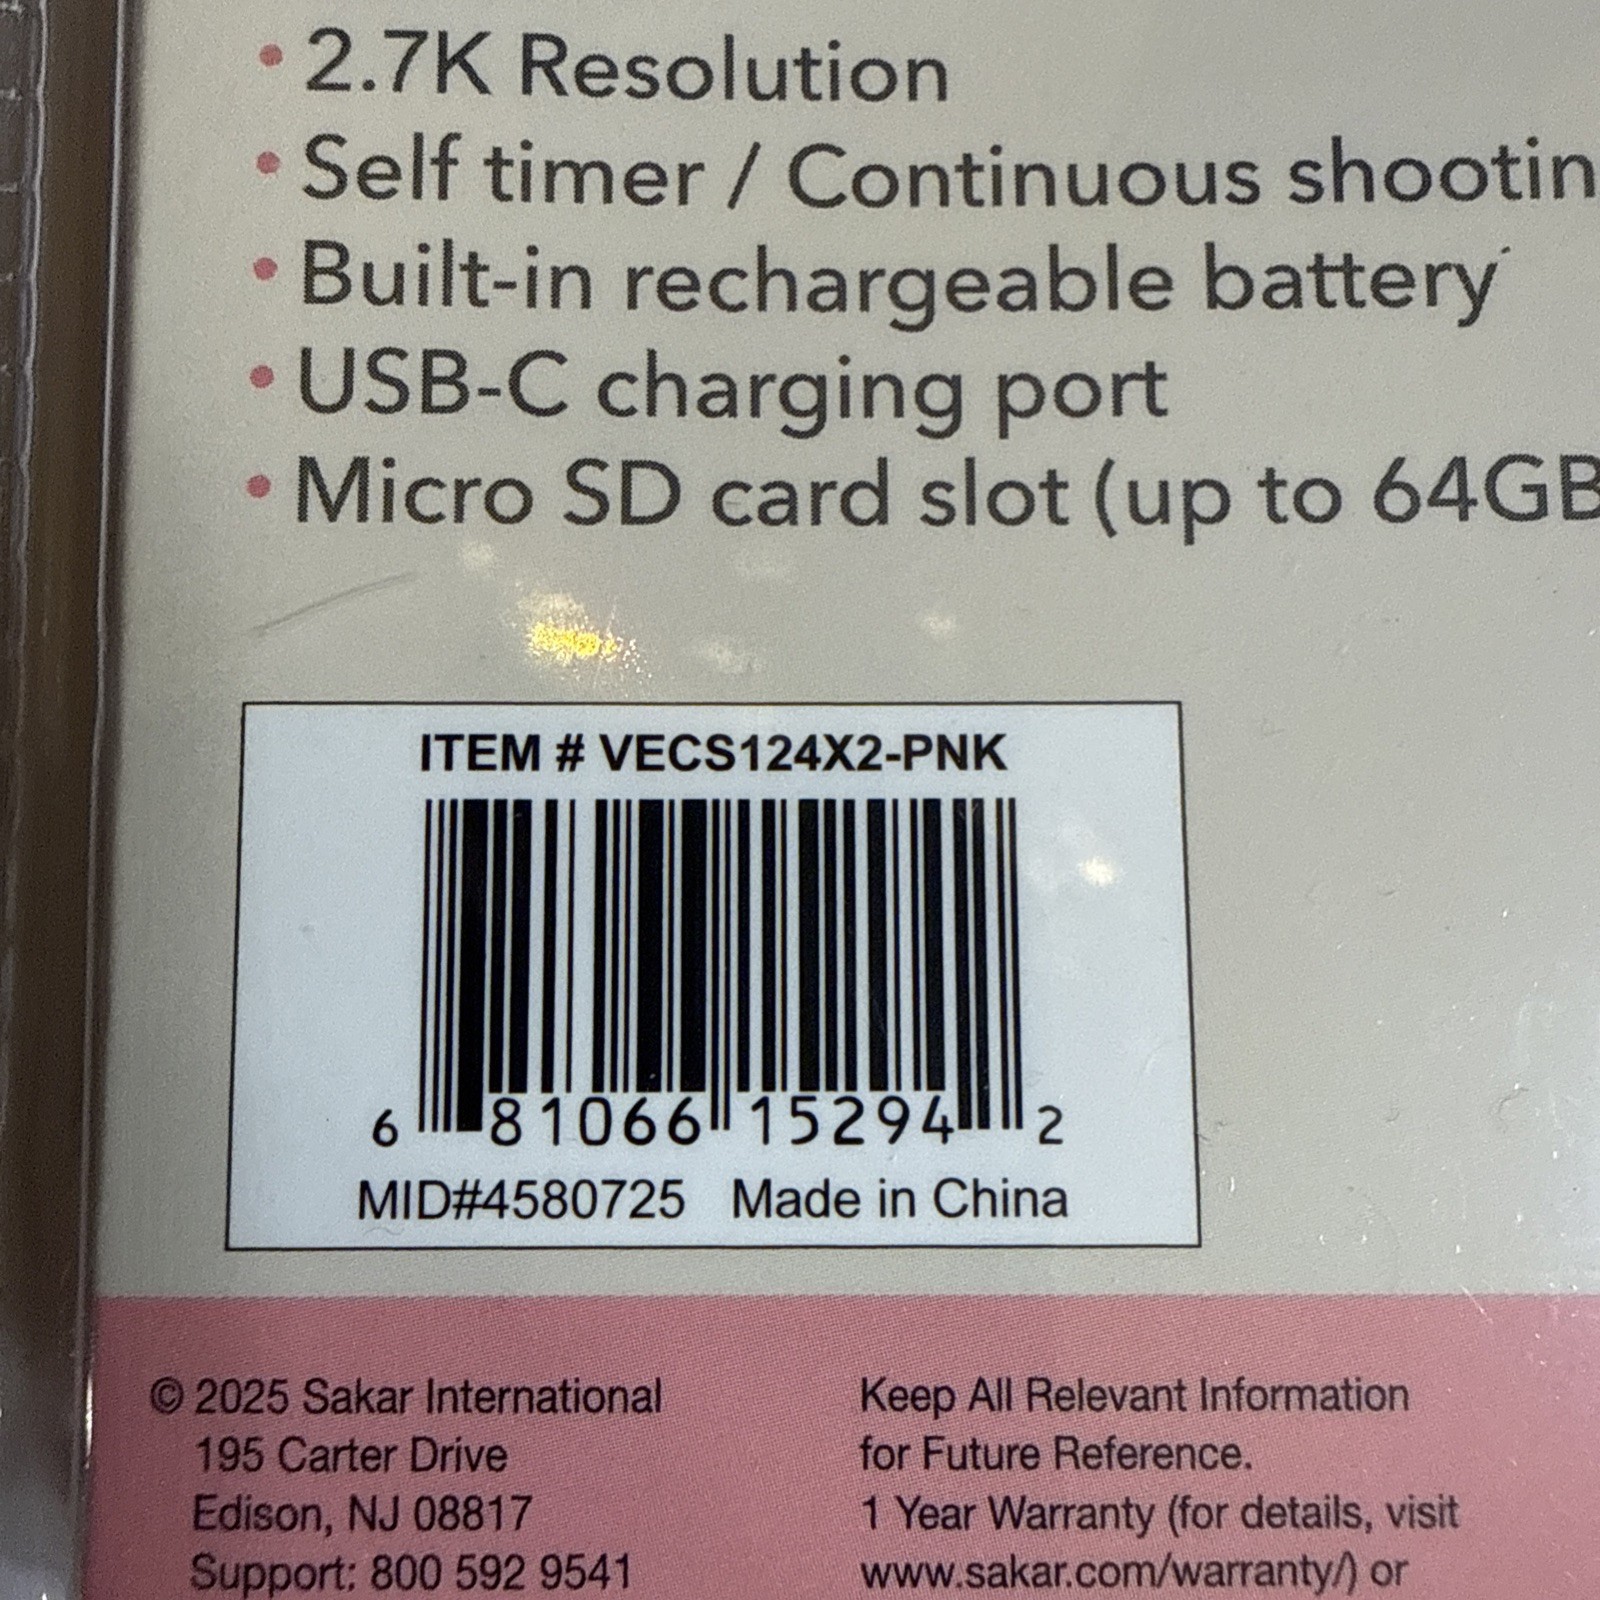 • 2.7K Resolution
• Self timer / Continuous shootin
• Built-in rechargeable battery
• USB-C charging port
• Micro SD card slot (up to 64GB
ITEM # VECS124X2-PNK
6 81066 15294 2
MID#4580725 Made in China
© 2025 Sakar International
195 Carter Drive
Edison, NJ 08817
Support: 800 592 9541
Keep All Relevant Information
for Future Reference.
1 Year Warranty (for details, visit
www.sakar.com/warranty/) or